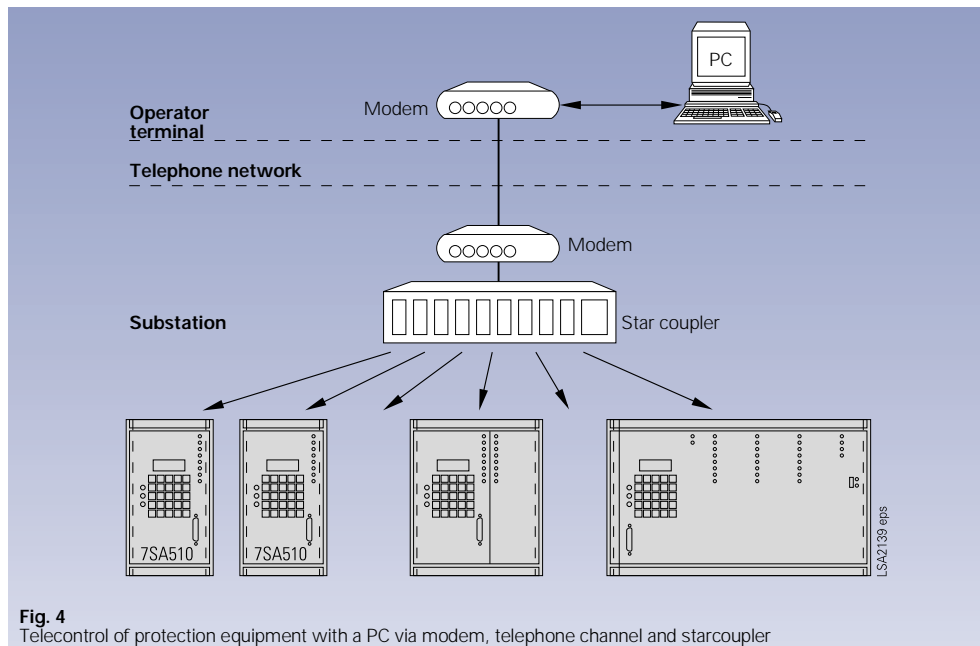 PC
Modem
Operator
terminal
Telephone network
Modem
Substation
Star coupler
7SA510
7SA510
LSA2139 eps
Fig. 4
Telecontrol of protection equipment with a PC via modem, telephone channel and starcoupler